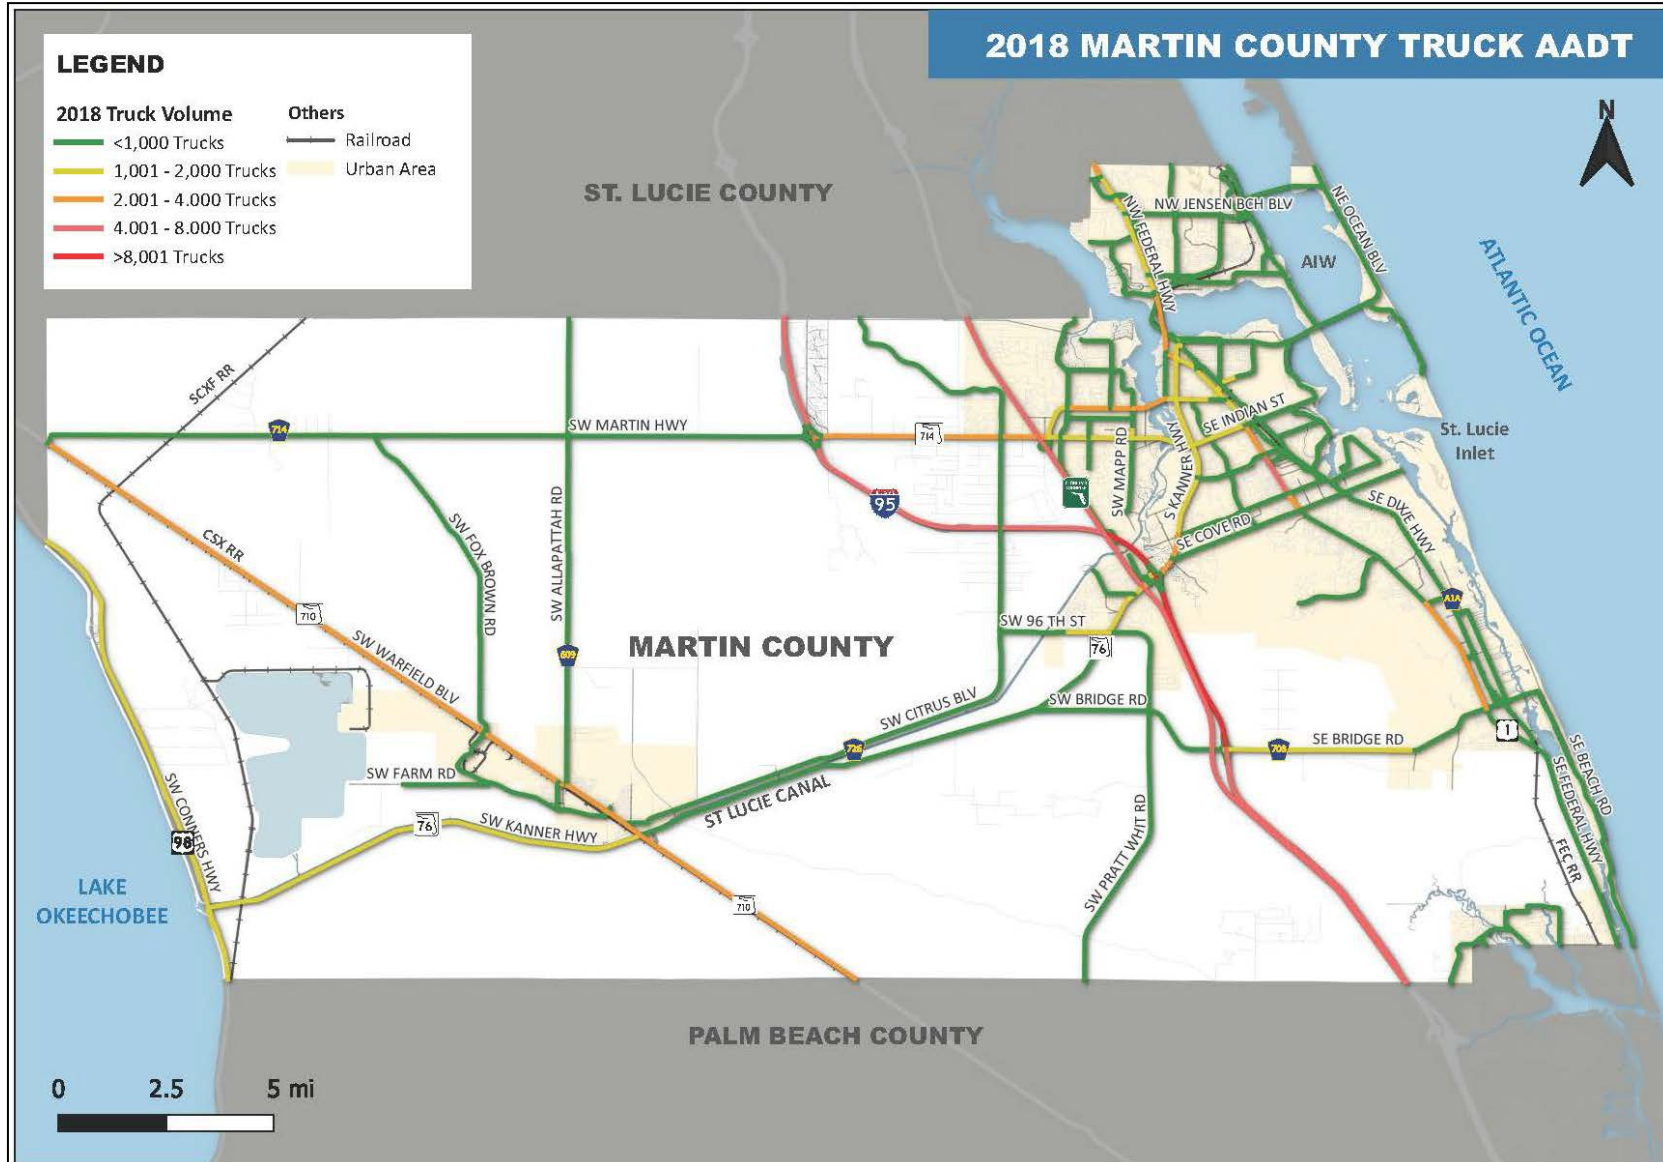 2018 MARTIN COUNTY TRUCK AADT
LEGEND
2018 Truck Volume
<1,000 Trucks
1,001 - 2,000 Trucks
2.001 - 4.000 Trucks
4.001 - 8.000 Trucks
>8,001 Trucks
Others
Railroad
Urban Area
N
ST. LUCIE COUNTY
NW JENSEN BCH BLV
NE OCEAN BLV
NW FEDERAL HWY
AIW
ATLANTIC OCEAN
SCXF RR
714
SW MARTIN HWY
714
SE INDIAN ST
St. Lucie
Inlet
SW MAPP RD
S KANNER HWY
95
SW ALLAPATTAH RD
SW FOX BROWN RD
CSX RR
SE COVE RD
SE DIXIE HWY
A1A
710
SW WARFIELD BLV
609
MARTIN COUNTY
SW 96 TH ST
76
SW CITRUS BLV
SW BRIDGE RD
726
708
SE BRIDGE RD
1
SE BEACH RD
SE FEDERAL HWY
SW FARM RD
ST LUCIE CANAL
SW CONNERS HWY
98
76
SW KANNER HWY
SW PRATT WHIT RD
FEC RR
710
LAKE
OKEECHOBEE
PALM BEACH COUNTY
0 2.5 5 mi